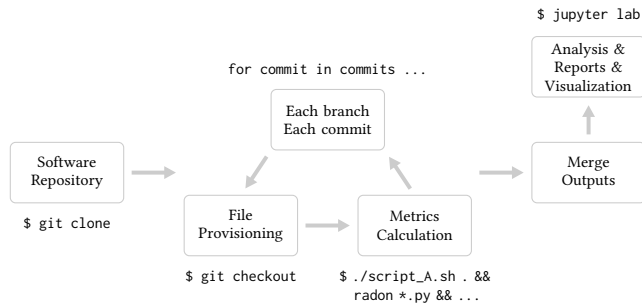 $ jupyter lab
Analysis &
Reports &
Visualization
for commit in commits ...
Each branch
Each commit
Software
Repository
$ git clone
File
Provisioning
$ git checkout
Metrics
Calculation
$ ./script_A.sh . &&
radon *.py && ...
Merge
Outputs